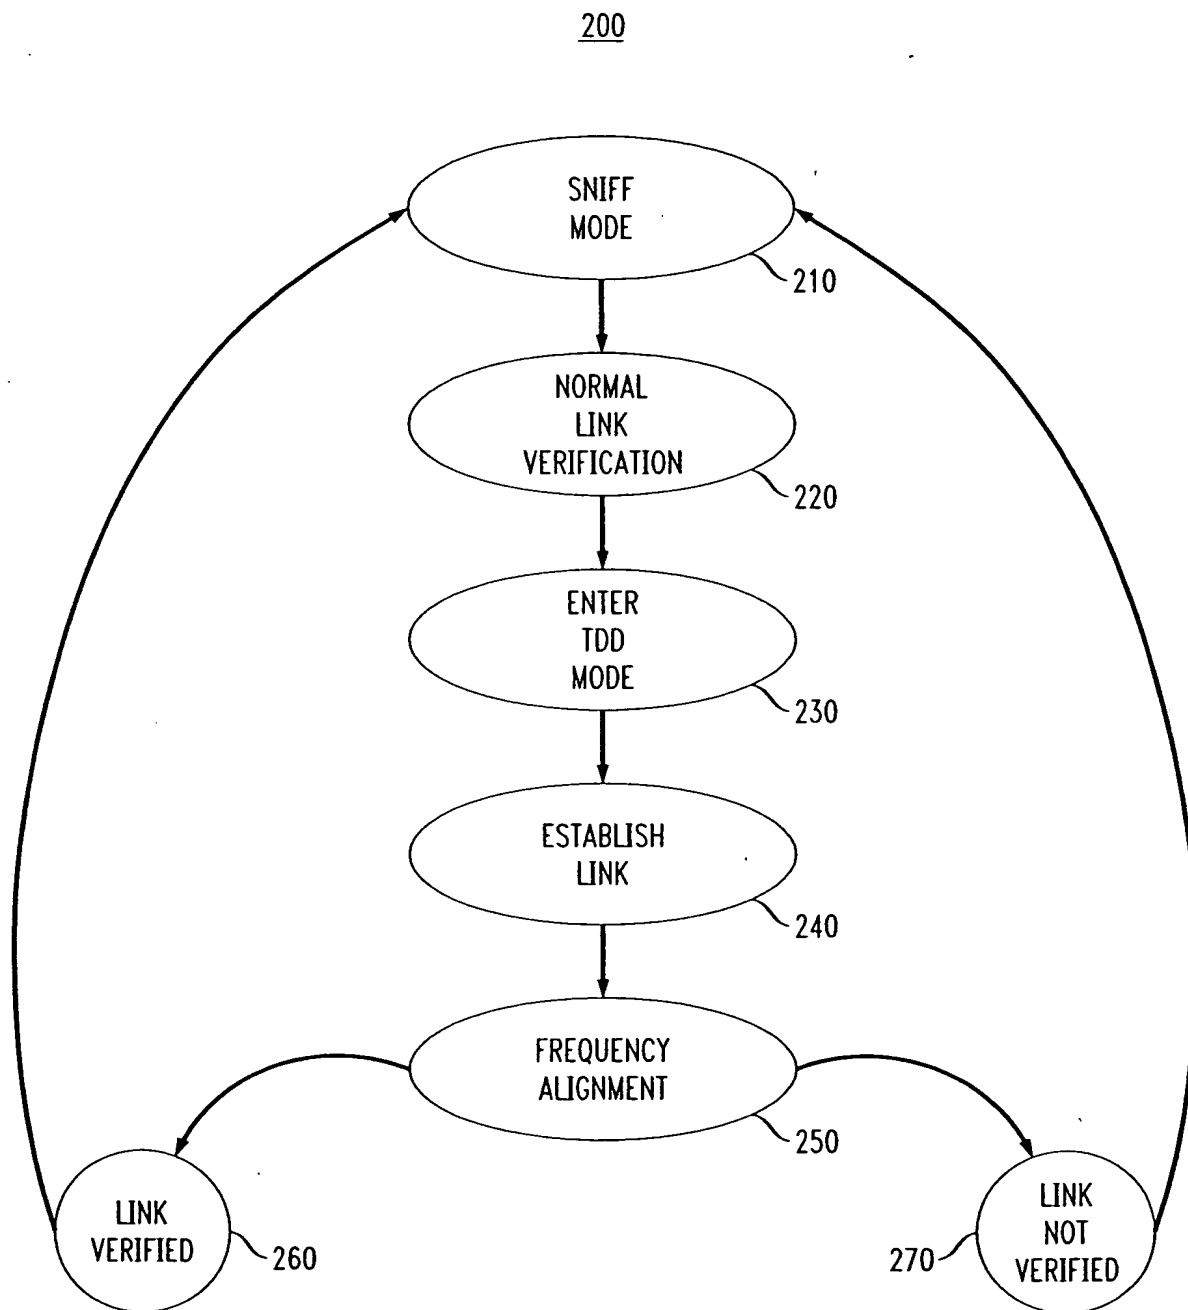 200
SNIFF
MODE
210
NORMAL
LINK
VERIFICATION
220
ENTER
TDD
MODE
230
ESTABLISH
LINK
240
FREQUENCY
ALIGNMENT
250
LINK
VERIFIED
260
LINK
NOT
VERIFIED
270